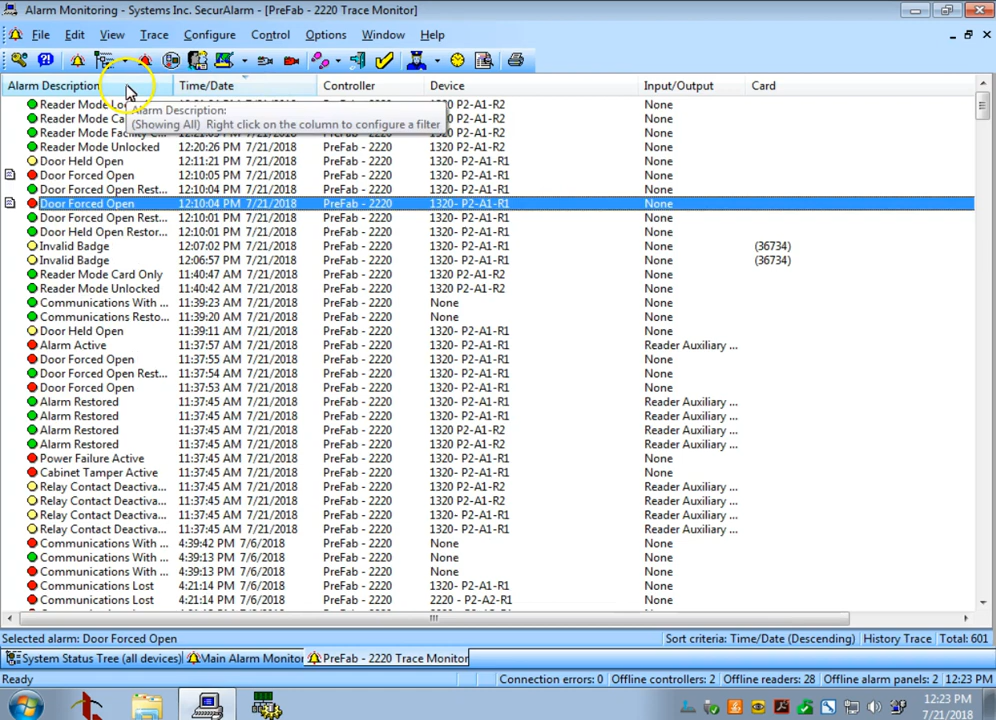 Alarm Monitoring - Systems Inc. SecurAlarm - [PreFab - 2220 Trace Monitor]
File Edit View Trace Configure Control Options Window Help
Alarm Description Time/Date Controller Device Input/Output Card
Reader Mode PreFab - 2220 1320 P2-A1-R2 None
Alarm Description:
Reader Mode 1320 P2-A1-R2 None
(Showing All) Right click on the column to configure a filter
Reader Mode Facility 7/21/2018 PreFab - 2220 1320 P2-A1-R2 None
Reader Mode Unlocked 12:20:26 PM 7/21/2018 PreFab - 2220 1320 P2-A1-R2 None
Door Held Open 12:11:21 PM 7/21/2018 PreFab - 2220 1320- P2-A1-R1 None
Door Forced Open 12:10:05 PM 7/21/2018 PreFab - 2220 1320- P2-A1-R1 None
Door Forced Open Rest... 12:10:04 PM 7/21/2018 PreFab - 2220 1320- P2-A1-R1 None
Door Forced Open 12:10:04 PM 7/21/2018 PreFab - 2220 1320- P2-A1-R1 None
Door Forced Open Rest... 12:10:01 PM 7/21/2018 PreFab - 2220 1320- P2-A1-R1 None
Door Held Open Restor... 12:10:01 PM 7/21/2018 PreFab - 2220 1320- P2-A1-R1 None
Invalid Badge 12:07:02 PM 7/21/2018 PreFab - 2220 1320- P2-A1-R1 None (36734)
Invalid Badge 12:06:57 PM 7/21/2018 PreFab - 2220 1320- P2-A1-R1 None (36734)
Reader Mode Card Only 11:40:47 AM 7/21/2018 PreFab - 2220 1320 P2-A1-R2 None
Reader Mode Unlocked 11:40:42 AM 7/21/2018 PreFab - 2220 1320 P2-A1-R2 None
Communications With ... 11:39:23 AM 7/21/2018 PreFab - 2220 None None
Communications Resto... 11:39:20 AM 7/21/2018 PreFab - 2220 None None
Door Held Open 11:39:11 AM 7/21/2018 PreFab - 2220 1320- P2-A1-R1 None
Alarm Active 11:37:57 AM 7/21/2018 PreFab - 2220 1320- P2-A1-R1 Reader Auxiliary ...
Door Forced Open 11:37:55 AM 7/21/2018 PreFab - 2220 1320- P2-A1-R1 None
Door Forced Open Rest... 11:37:54 AM 7/21/2018 PreFab - 2220 1320- P2-A1-R1 None
Door Forced Open 11:37:53 AM 7/21/2018 PreFab - 2220 1320- P2-A1-R1 None
Alarm Restored 11:37:45 AM 7/21/2018 PreFab - 2220 1320- P2-A1-R1 Reader Auxiliary ...
Alarm Restored 11:37:45 AM 7/21/2018 PreFab - 2220 1320- P2-A1-R1 Reader Auxiliary ...
Alarm Restored 11:37:45 AM 7/21/2018 PreFab - 2220 1320 P2-A1-R2 Reader Auxiliary ...
Alarm Restored 11:37:45 AM 7/21/2018 PreFab - 2220 1320 P2-A1-R2 Reader Auxiliary ...
Power Failure Active 11:37:45 AM 7/21/2018 PreFab - 2220 1320- P2-A1-R1 None
Cabinet Tamper Active 11:37:45 AM 7/21/2018 PreFab - 2220 1320- P2-A1-R1 None
Relay Contact Deactiva... 11:37:45 AM 7/21/2018 PreFab - 2220 1320 P2-A1-R2 Reader Auxiliary ...
Relay Contact Deactiva... 11:37:45 AM 7/21/2018 PreFab - 2220 1320 P2-A1-R2 Reader Auxiliary ...
Relay Contact Deactiva... 11:37:45 AM 7/21/2018 PreFab - 2220 1320- P2-A1-R1 Reader Auxiliary ...
Relay Contact Deactiva... 11:37:45 AM 7/21/2018 PreFab - 2220 1320- P2-A1-R1 Reader Auxiliary ...
Communications With ... 4:39:42 PM 7/6/2018 PreFab - 2220 None None
Communications With ... 4:39:13 PM 7/6/2018 PreFab - 2220 None None
Communications With ... 4:39:13 PM 7/6/2018 PreFab - 2220 None None
Communications Lost 4:21:14 PM 7/6/2018 PreFab - 2220 1320- P2-A1-R1 None
Communications Lost 4:21:14 PM 7/6/2018 PreFab - 2220 2220 - P2-A2-R1 None
Selected alarm: Door Forced Open Sort criteria: Time/Date (Descending) History Trace Total: 601
System Status Tree (all devices) Main Alarm Monitor PreFab - 2220 Trace Monitor
Ready Connection errors: 0 Offline controllers: 2 Offline readers: 28 Offline alarm panels: 2 12:23 PM
12:23 PM
7/21/2018